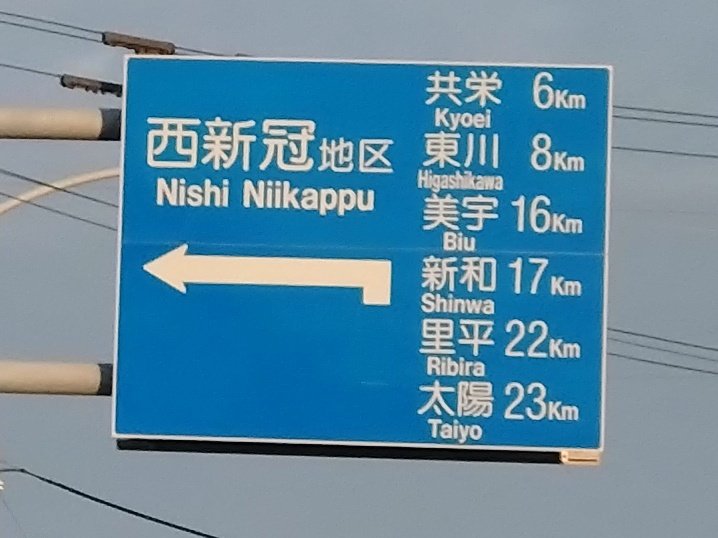 西新冠地区
Nishi Niikappu
共栄 6Km
Kyoei
東川 8Km
Higashikawa
美宇 16Km
Biu
新和 17Km
Shinwa
里平 22Km
Ribira
太陽 23Km
Taiyo